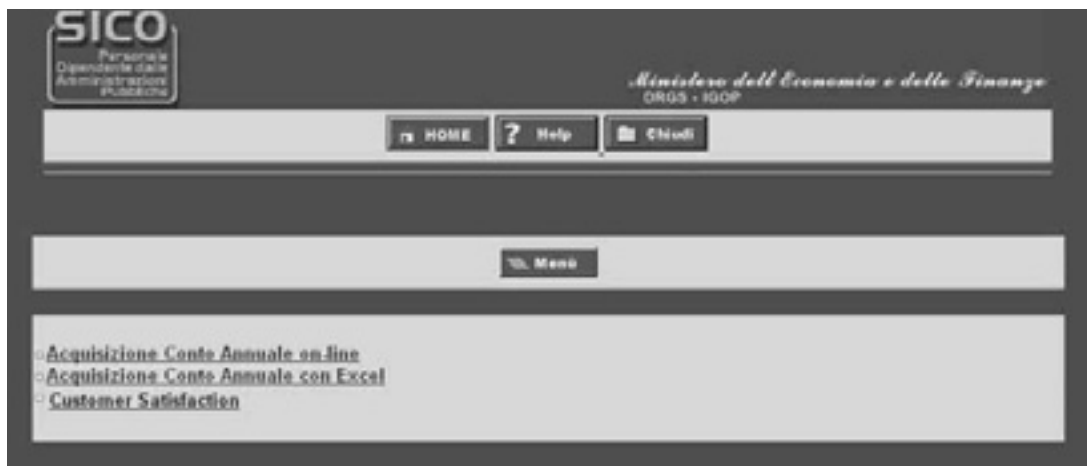 SICO
Personale
Dipendente dalle
Amministrazioni
Pubbliche
Ministero dell'Economia e delle Finanze
DRGS - IGOP
HOME
? Help
Chiudi
Menù
Acquisizione Conto Annuale on-line
Acquisizione Conto Annuale con Excel
Customer Satisfaction